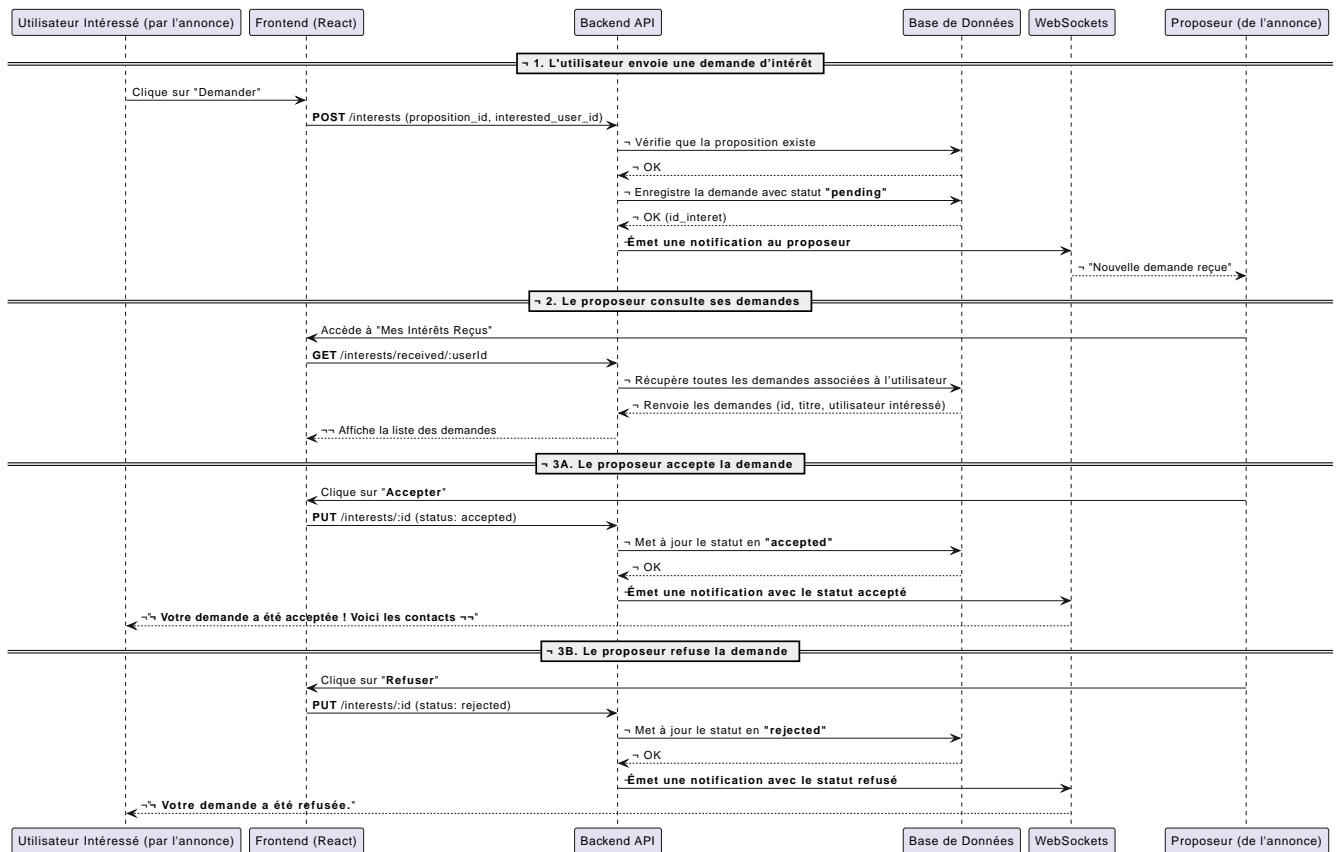 Utilisateur Intéressé (par l'annonce)
Frontend (React)
Backend API
Base de Données
WebSockets
Proposeur (de l'annonce)
¬ 1. L'utilisateur envoie une demande d’intérêt
Clique sur "Demander"
POST /interests (proposition_id, interested_user_id)
¬ Vérifie que la proposition existe
¬ OK
¬ Enregistre la demande avec statut "pending"
¬ OK (id_interet)
¬Émet une notification au proposeur
¬ "Nouvelle demande reçue"
¬ 2. Le proposeur consulte ses demandes
Accède à "Mes Intérêts Reçus"
GET /interests/received/:userId
¬ Récupère toutes les demandes associées à l’utilisateur
¬ Renvoie les demandes (id, titre, utilisateur intéressé)
¬¬ Affiche la liste des demandes
¬ 3A. Le proposeur accepte la demande
Clique sur "Accepter"
PUT /interests/:id (status: accepted)
¬ Met à jour le statut en "accepted"
¬ OK
¬Émet une notification avec le statut accepté
¬"¬ Votre demande a été acceptée ! Voici les contacts ¬¬"
¬ 3B. Le proposeur refuse la demande
Clique sur "Refuser"
PUT /interests/:id (status: rejected)
¬ Met à jour le statut en "rejected"
¬ OK
¬Émet une notification avec le statut refusé
¬"¬ Votre demande a été refusée."
Utilisateur Intéressé (par l'annonce)
Frontend (React)
Backend API
Base de Données
WebSockets
Proposeur (de l'annonce)